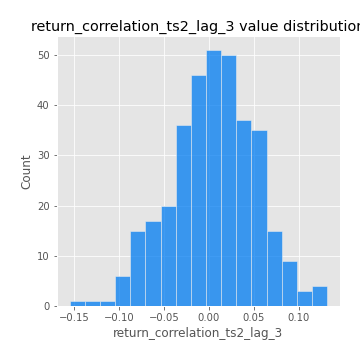 return_correlation_ts2_lag_3 value distribution
50
40
30
20
10
0
Count
−0.15 −0.10 −0.05 0.00 0.05 0.10
return_correlation_ts2_lag_3